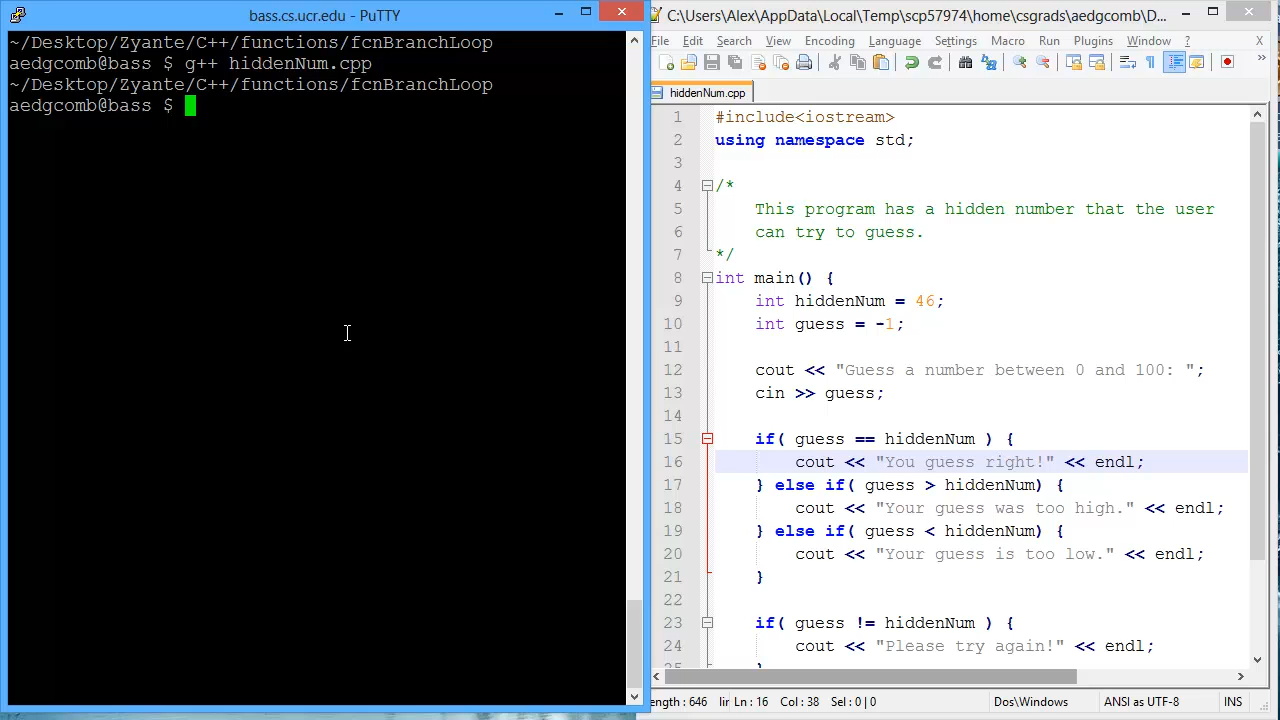 bass.cs.ucr.edu - PuTTY
~/Desktop/Zyante/C++/functions/fcnBranchLoop
aedgcomb@bass $ g++ hiddenNum.cpp
~/Desktop/Zyante/C++/functions/fcnBranchLoop
aedgcomb@bass $
C:\Users\Alex\AppData\Local\Temp\scp57974\home\csgrads\aedgcomb\D...
File Edit Search View Encoding Language Settings Macro Run Plugins Window ? X
hiddenNum.cpp
1 #include<iostream>
2 using namespace std;
3
4 /*
5 This program has a hidden number that the user
6 can try to guess.
7 */
8 int main() {
9 int hiddenNum = 46;
10 int guess = -1;
11
12 cout << "Guess a number between 0 and 100: ";
13 cin >> guess;
14
15 if( guess == hiddenNum ) {
16 cout << "You guess right!" << endl;
17 } else if( guess > hiddenNum) {
18 cout << "Your guess was too high." << endl;
19 } else if( guess < hiddenNum) {
20 cout << "Your guess is too low." << endl;
21 }
22
23 if( guess != hiddenNum ) {
24 cout << "Please try again!" << endl;
25 }
length : 646 lir Ln : 16 Col : 38 Sel : 0 | 0 Dos\Windows ANSI as UTF-8 INS